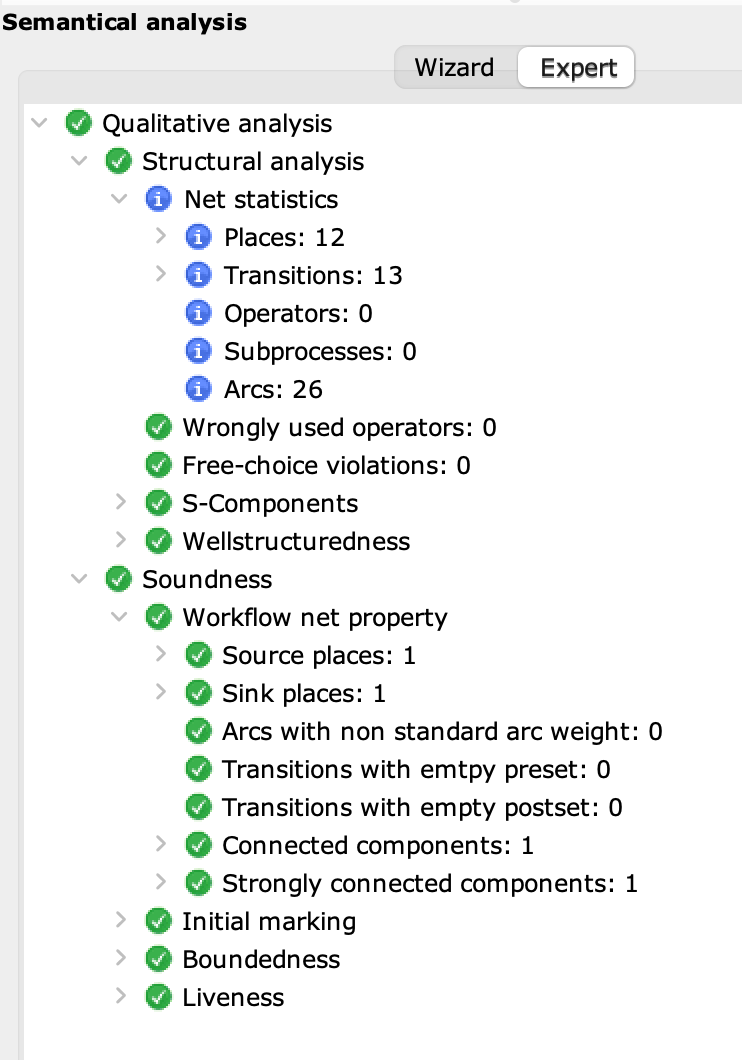 Semantical analysis
Wizard Expert
Qualitative analysis
Structural analysis
Net statistics
Places: 12
Transitions: 13
Operators: 0
Subprocesses: 0
Arcs: 26
Wrongly used operators: 0
Free-choice violations: 0
S-Components
Wellstructuredness
Soundness
Workflow net property
Source places: 1
Sink places: 1
Arcs with non standard arc weight: 0
Transitions with emtpy preset: 0
Transitions with empty postset: 0
Connected components: 1
Strongly connected components: 1
Initial marking
Boundedness
Liveness